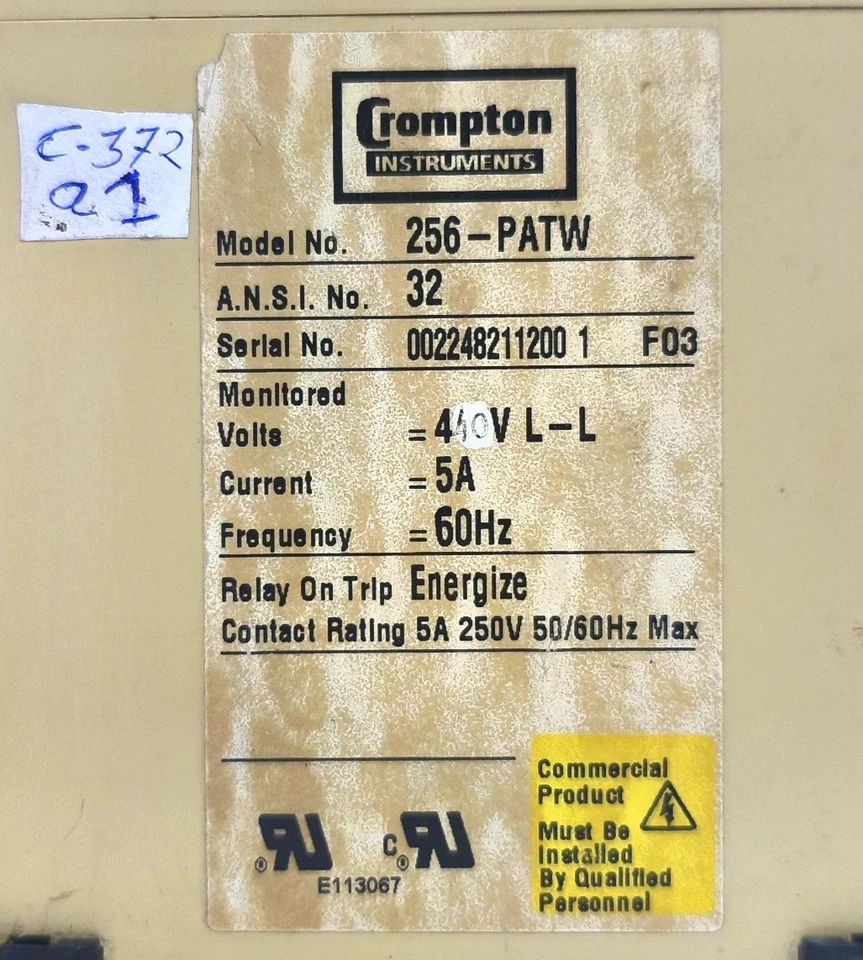 C-372
a1
Crompton
INSTRUMENTS
Model No. 256-PATW
A.N.S.I. No. 32
Serial No. 002248211200 1 F03
Monitored
Volts = 440V L-L
Current = 5A
Frequency = 60Hz
Relay On Trip Energize
Contact Rating 5A 250V 50/60Hz Max
Commercial
Product
Must Be
Installed
By Qualified
Personnel
RU® C RU®
E113067